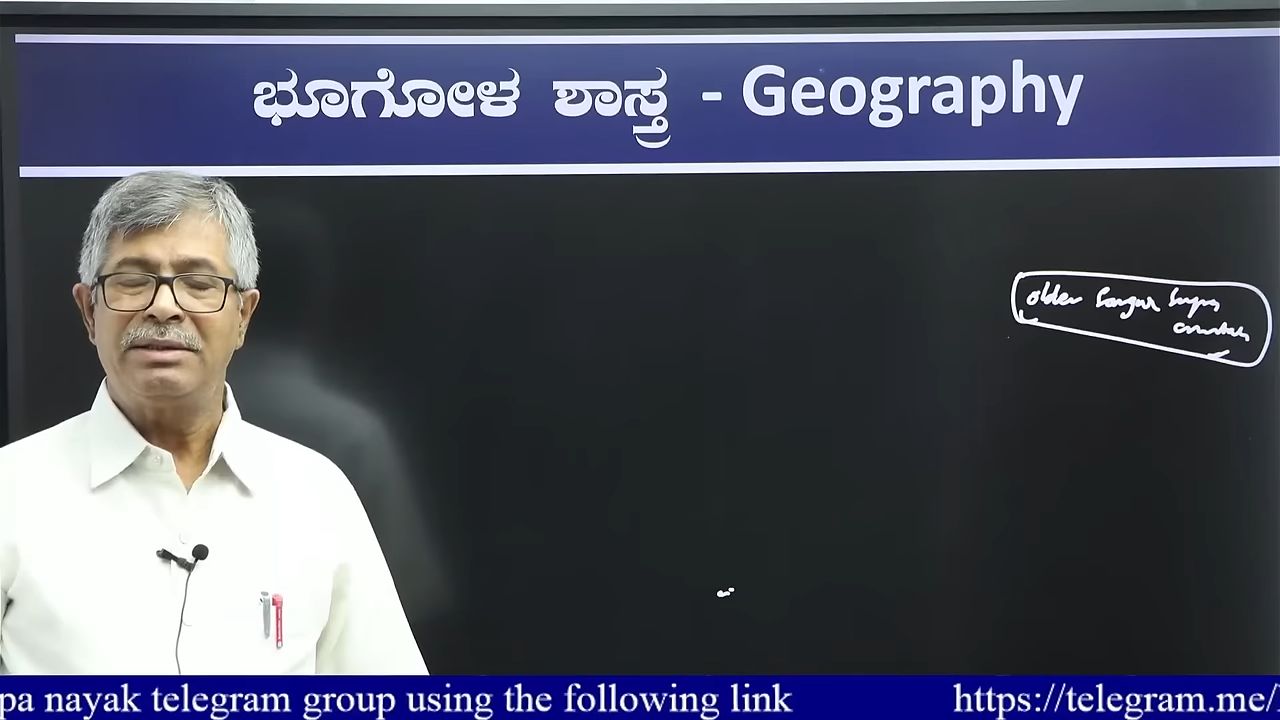 ಭೂಗೋಳ ಶಾಸ್ತ್ರ - Geography
older
pa nayak telegram group using the following link https://telegram.me/